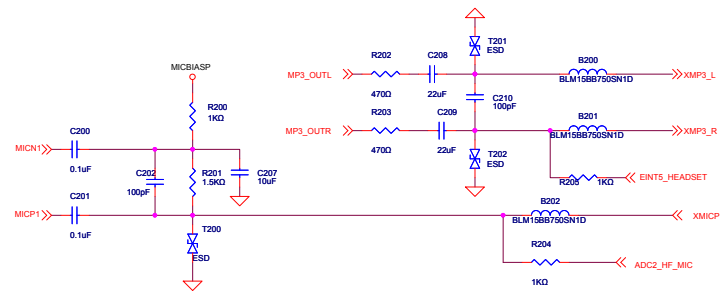 T201
ESD
R202
C208
B200
MICBIASP
MP3_OUTL
XMP3_L
BLM15BB750SN1D
470Ω
22uF
C210
100pF
R200
1KΩ
R203
C209
B201
MP3_OUTR
XMP3_R
BLM15BB750SN1D
C200
470Ω
22uF
T202
ESD
MICN1
0.1uF
C202
100pF
R201
1.5KΩ
C207
10uF
R205
1KΩ
EINT5_HEADSET
C201
B202
MICP1
XMICP
BLM15BB750SN1D
0.1uF
T200
ESD
R204
ADC2_HF_MIC
1KΩ